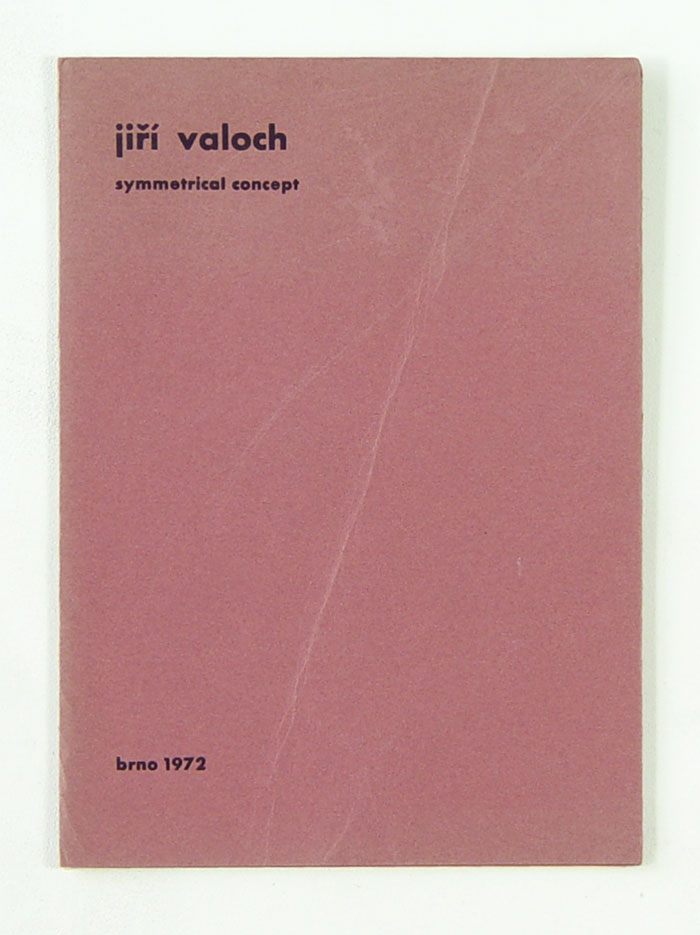 jiří valoch
symmetrical concept
brno 1972